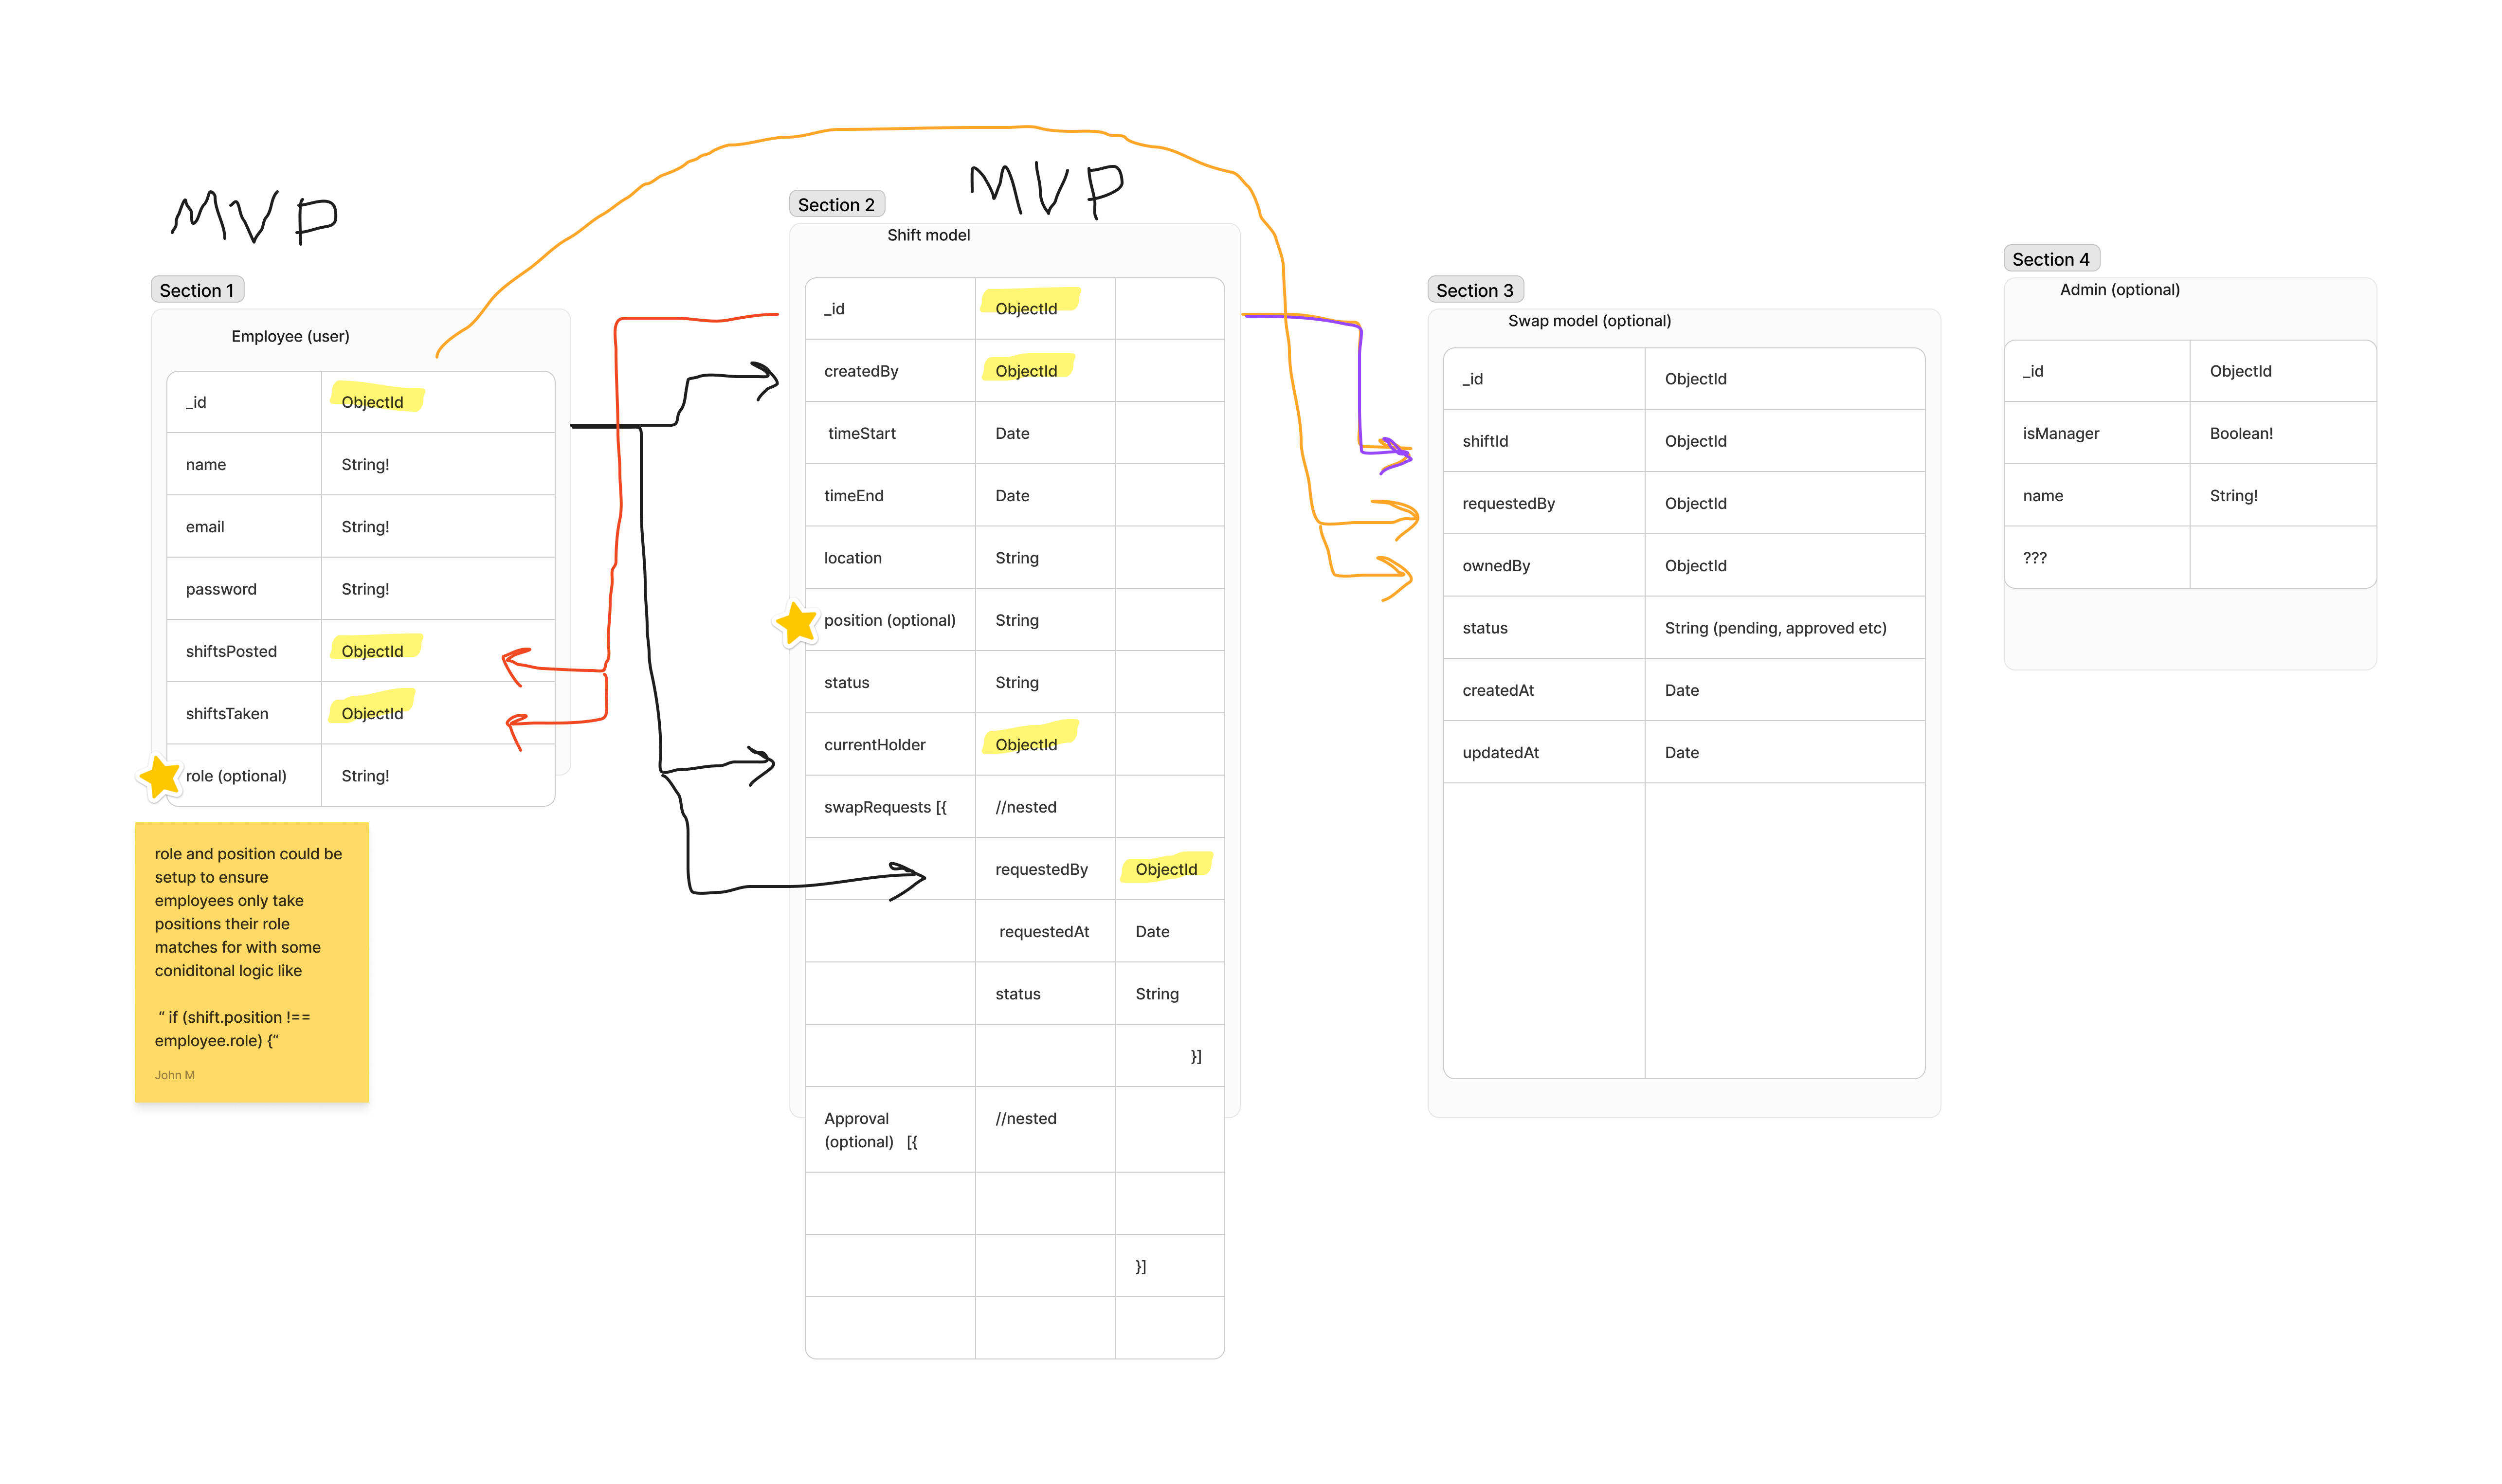 MVP
Section 1
Employee (user)
_id ObjectId
name String!
email String!
password String!
shiftsPosted ObjectId
shiftsTaken ObjectId
role (optional) String!
role and position could be
setup to ensure
employees only take
positions their role
matches for with some
coniditonal logic like
“ if (shift.position !==
employee.role) {“
John M
MVP
Section 2
Shift model
_id ObjectId
createdBy ObjectId
timeStart Date
timeEnd Date
location String
position (optional) String
status String
currentHolder ObjectId
swapRequests [{ //nested
requestedBy ObjectId
requestedAt Date
status String
}]
Approval //nested
(optional) [{
}]
Section 3
Swap model (optional)
_id ObjectId
shiftId ObjectId
requestedBy ObjectId
ownedBy ObjectId
status String (pending, approved etc)
createdAt Date
updatedAt Date
Section 4
Admin (optional)
_id ObjectId
isManager Boolean!
name String!
???